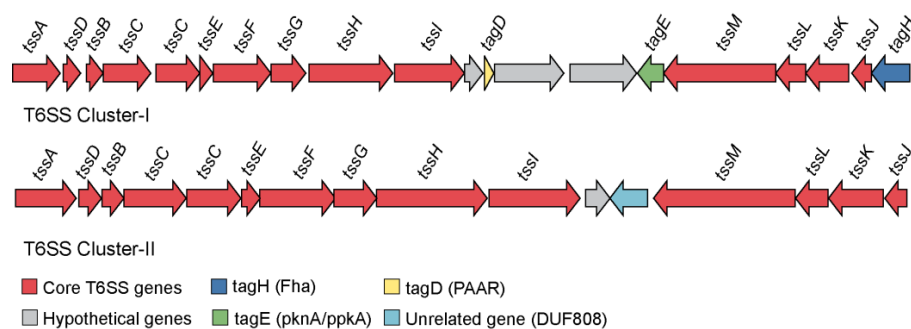 tssA tssD tssB tssC tssC tssE tssF tssG tssH tssI tagD tagE tssM tssL tssK tssJ tagH
T6SS Cluster-I
tssA tssD tssB tssC tssC tssE tssF tssG tssH tssI tssM tssL tssK tssJ
T6SS Cluster-II
Core T6SS genes tagH (Fha) tagD (PAAR)
Hypothetical genes tagE (pknA/ppkA) Unrelated gene (DUF808)